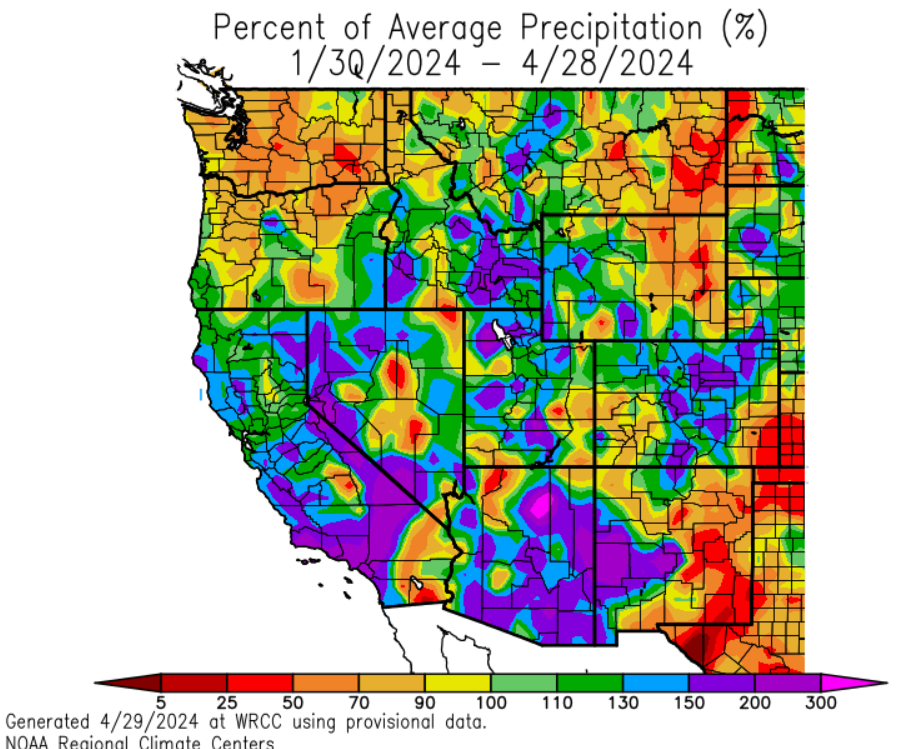 Percent of Average Precipitation (%)
1/30/2024 – 4/28/2024
5 25 50 70 90 100 110 130 150 200 300
Generated 4/29/2024 at WRCC using provisional data.
NOAA Regional Climate Centers